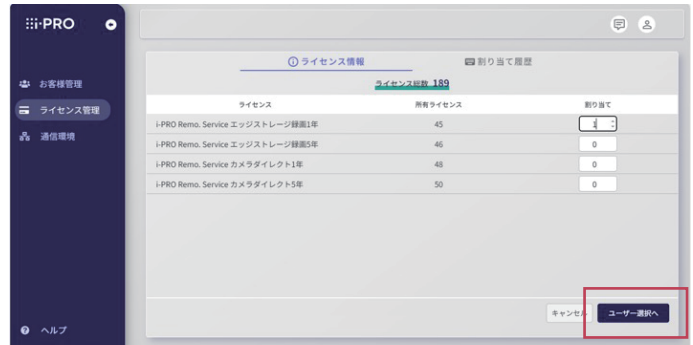 i-PRO
お客様管理
ライセンス管理
通信環境
ヘルプ
ライセンス情報
割り当て履歴
ライセンス総数 189
ライセンス 所有ライセンス 割り当て
i-PRO Remo. Service エッジストレージ録画1年 45 1
i-PRO Remo. Service エッジストレージ録画5年 46 0
i-PRO Remo. Service カメラダイレクト1年 48 0
i-PRO Remo. Service カメラダイレクト5年 50 0
キャンセル
ユーザー選択へ